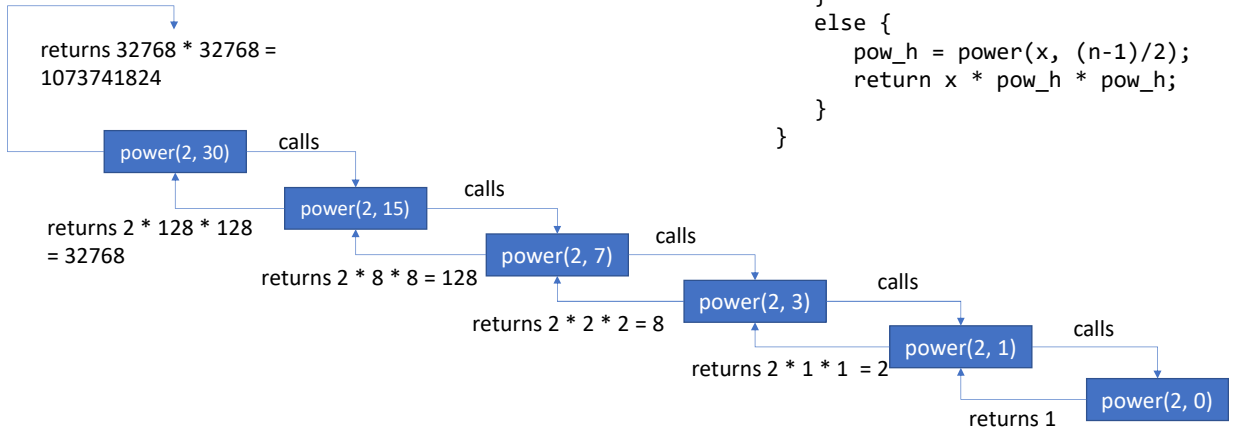 }
else {
pow_h = power(x, (n-1)/2);
return x * pow_h * pow_h;
}
}
returns 32768 * 32768 =
1073741824
power(2, 30)
calls
returns 2 * 128 * 128
= 32768
power(2, 15)
calls
returns 2 * 8 * 8 = 128
power(2, 7)
calls
returns 2 * 2 * 2 = 8
power(2, 3)
calls
returns 2 * 1 * 1  = 2
power(2, 1)
calls
returns 1
power(2, 0)